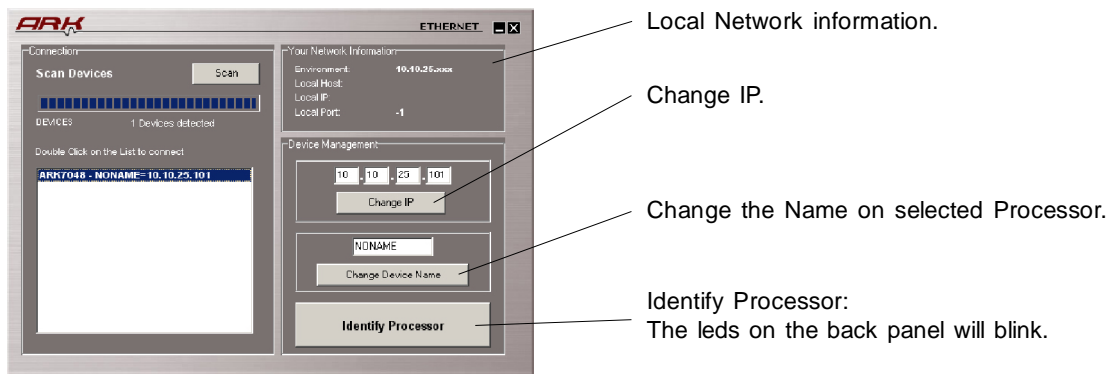 ARK
ETHERNET
Connection
Scan Devices
Scan
DEVICES 1 Devices detected
Double Click on the List to connect
ARK7048 - NONAME=10.10.25.101
Your Network Information
Environment: 10.10.25.xxx
Local Host:
Local IP:
Local Port: -1
Device Management
10 . 10 . 25 . 101
Change IP
NONAME
Change Device Name
Identify Processor
Local Network information.
Change IP.
Change the Name on selected Processor.
Identify Processor:
The leds on the back panel will blink.